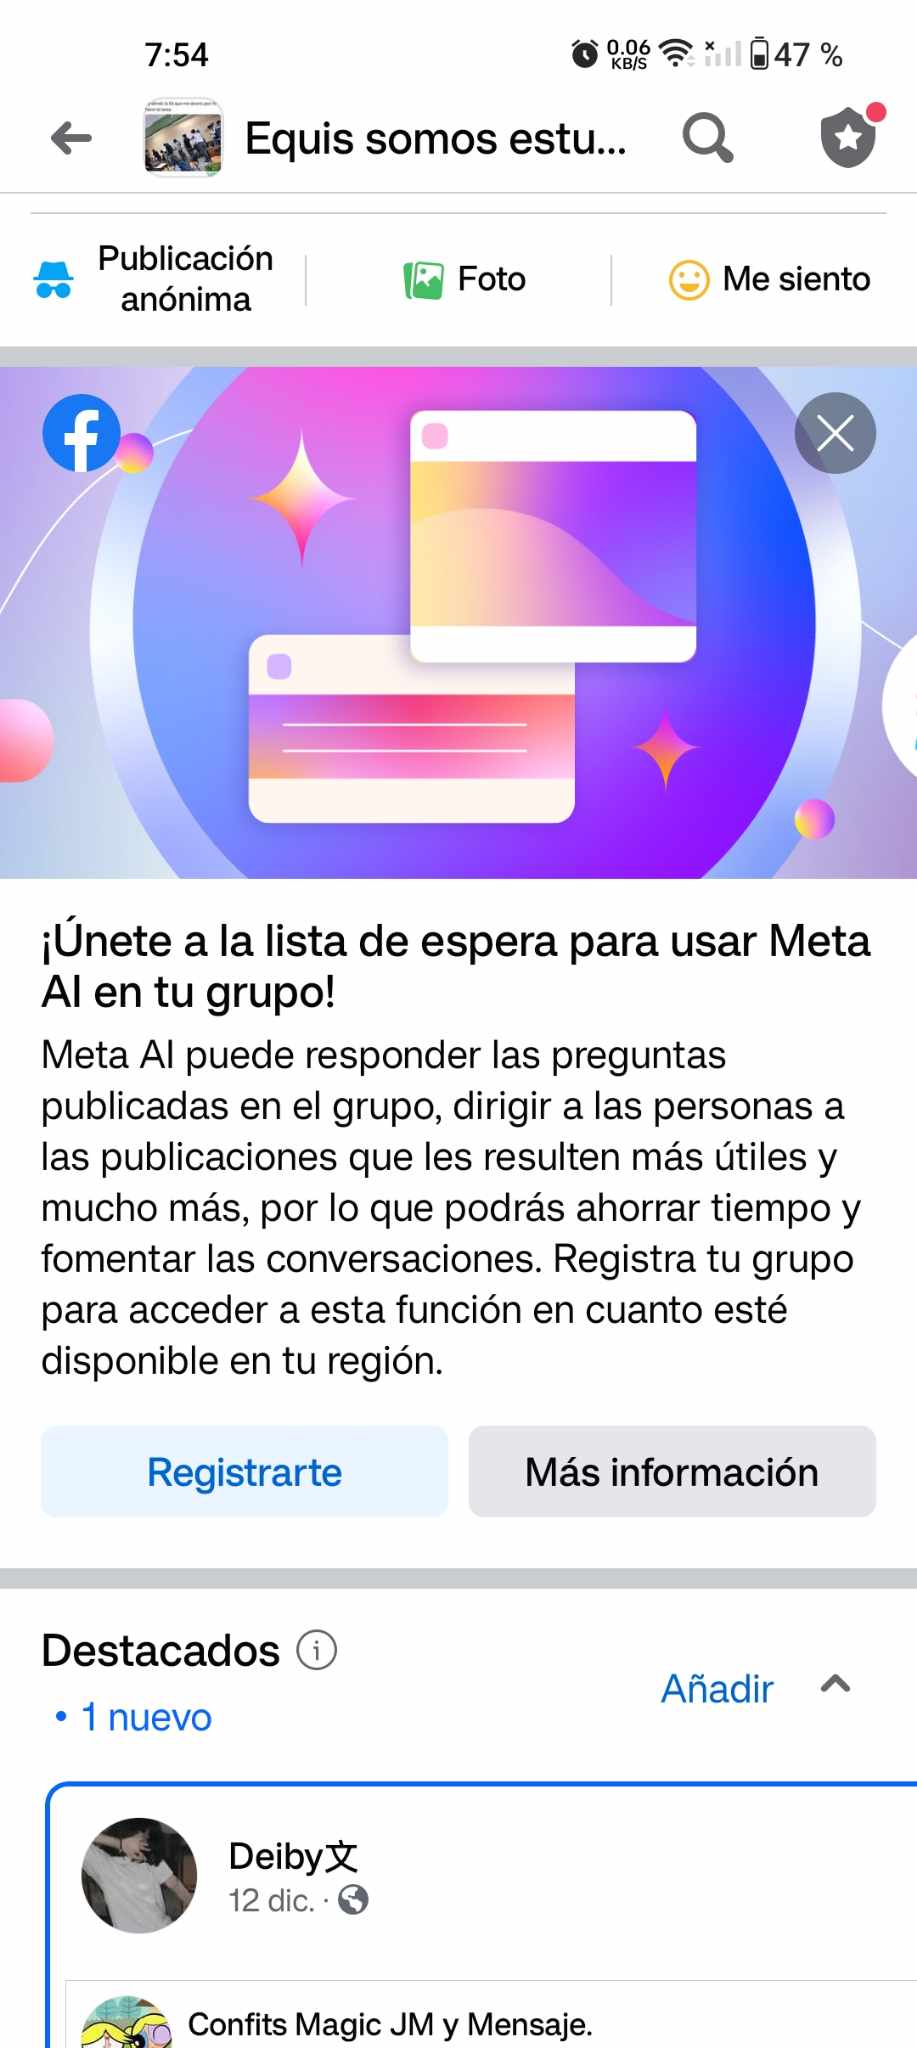 7:54
0.06
KB/S
47 %
Equis somos estu...
Publicación
anónima
Foto
Me siento
¡Únete a la lista de espera para usar Meta
AI en tu grupo!
Meta AI puede responder las preguntas
publicadas en el grupo, dirigir a las personas a
las publicaciones que les resulten más útiles y
mucho más, por lo que podrás ahorrar tiempo y
fomentar las conversaciones. Registra tu grupo
para acceder a esta función en cuanto esté
disponible en tu región.
Registrarte
Más información
Destacados
• 1 nuevo
Añadir
Deiby文
12 dic. ·
Confits Magic JM y Mensaje.